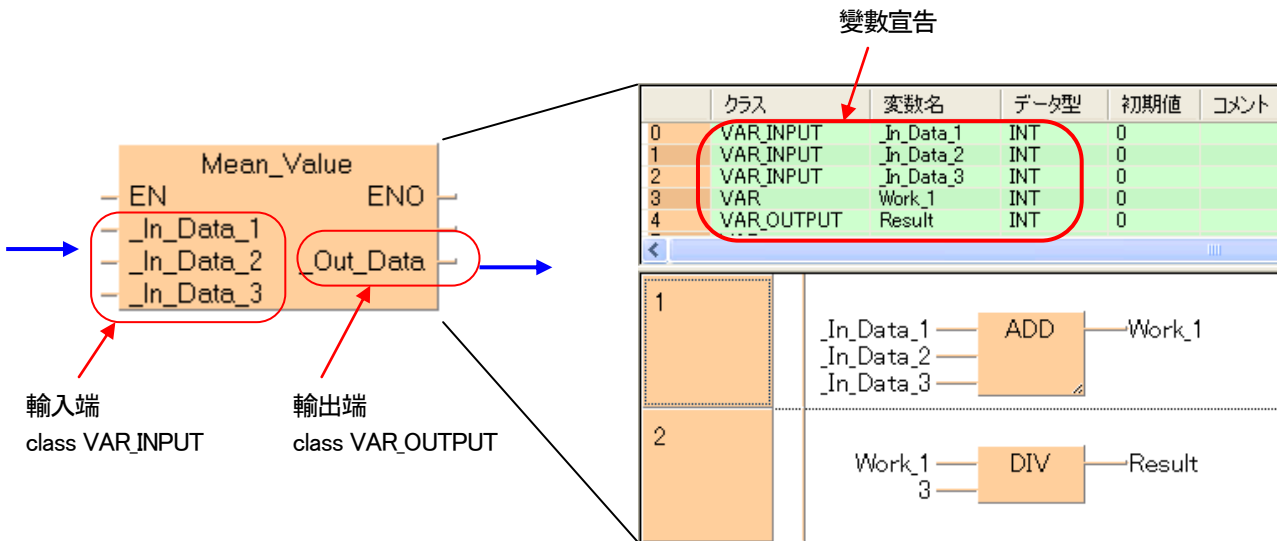 變數宣告
クラス 変数名 データ型 初期値 コメント
0 VAR_INPUT _In_Data_1 INT 0
1 VAR_INPUT _In_Data_2 INT 0
2 VAR_INPUT _In_Data_3 INT 0
3 VAR Work_1 INT 0
4 VAR_OUTPUT Result INT 0
Mean_Value
EN ENO
_In_Data_1
_In_Data_2 _Out_Data
_In_Data_3
輸入端
class VAR_INPUT
輸出端
class VAR_OUTPUT
1
_In_Data_1 ADD Work_1
_In_Data_2
_In_Data_3
2
Work_1 DIV Result
3